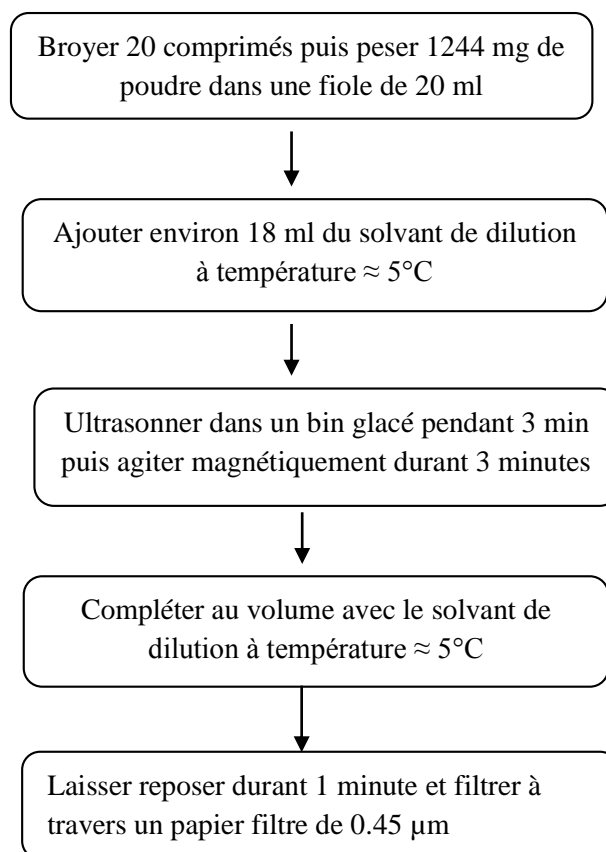 Broyer 20 comprimés puis peser 1244 mg de
poudre dans une fiole de 20 ml
Ajouter environ 18 ml du solvant de dilution
à température ≈ 5°C
Ultrasonner dans un bin glacé pendant 3 min
puis agiter magnétiquement durant 3 minutes
Compléter au volume avec le solvant de
dilution à température ≈ 5°C
Laisser reposer durant 1 minute et filtrer à
travers un papier filtre de 0.45 µm